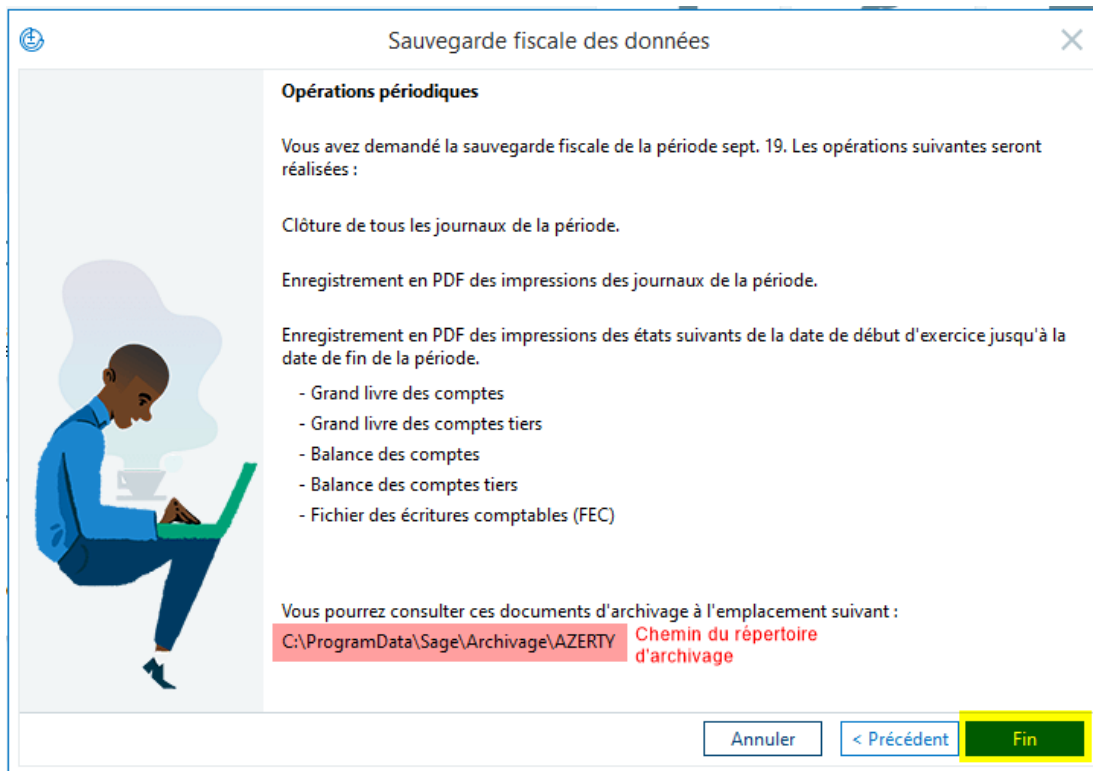 Sauvegarde fiscale des données
Opérations périodiques
Vous avez demandé la sauvegarde fiscale de la période sept. 19. Les opérations suivantes seront
réalisées :
Clôture de tous les journaux de la période.
Enregistrement en PDF des impressions des journaux de la période.
Enregistrement en PDF des impressions des états suivants de la date de début d'exercice jusqu'à la
date de fin de la période.
- Grand livre des comptes
- Grand livre des comptes tiers
- Balance des comptes
- Balance des comptes tiers
- Fichier des écritures comptables (FEC)
Vous pourrez consulter ces documents d'archivage à l'emplacement suivant :
C:\ProgramData\Sage\Archivage\AZERTY
Chemin du répertoire
d'archivage
Annuler
< Précédent
Fin